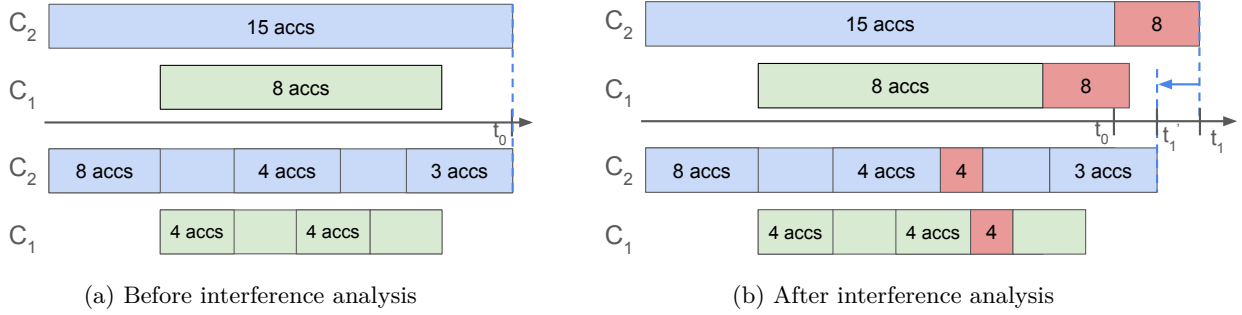 C2 15 accs
C1 8 accs
t0
C2 8 accs 4 accs 3 accs
C1 4 accs 4 accs
(a) Before interference analysis
C2 15 accs 8
C1 8 accs 8
t0 t1' t1
C2 8 accs 4 accs 4 3 accs
C1 4 accs 4 accs 4
(b) After interference analysis